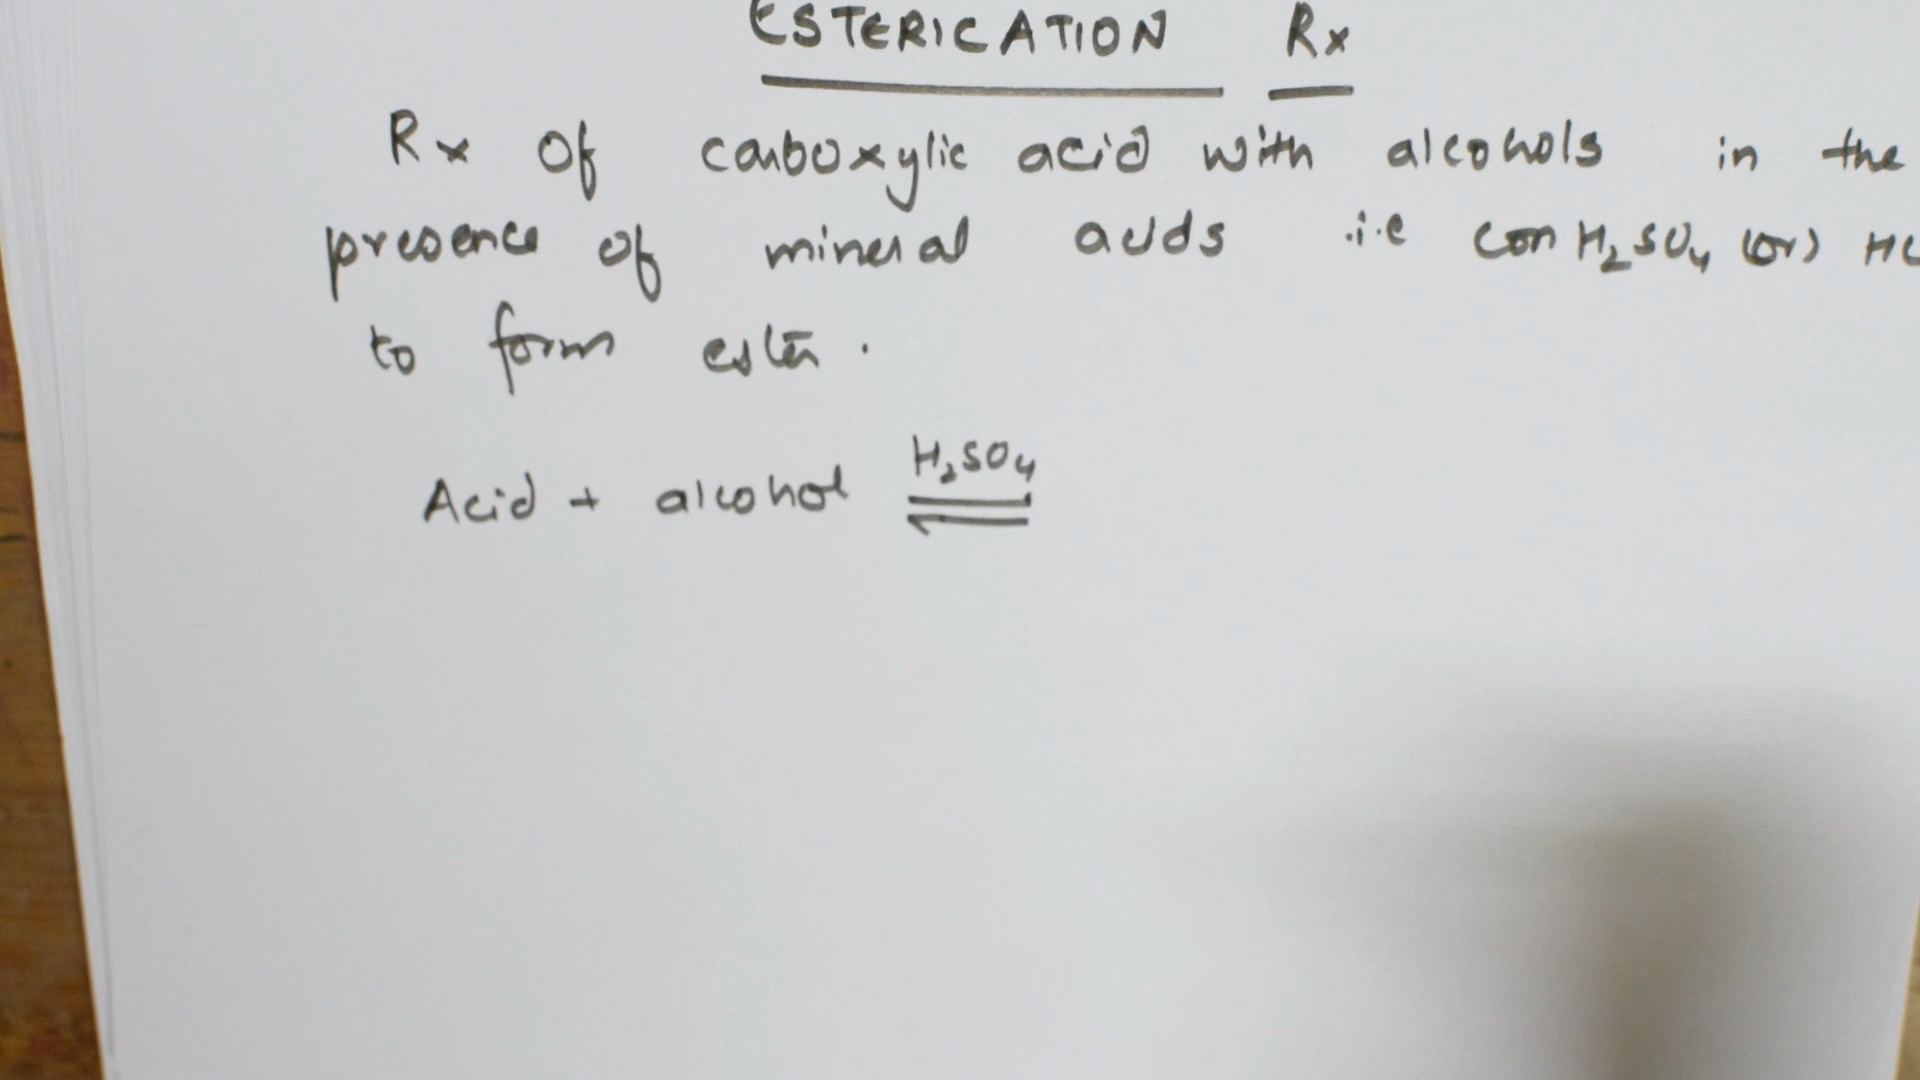 ESTERICATION Rx
Rx of carboxylic acid with alcohols in the
presence of mineral acids i.e con H₂SO₄ (or) HC
to form ester.
Acid + alcohol ⇌ H₂SO₄